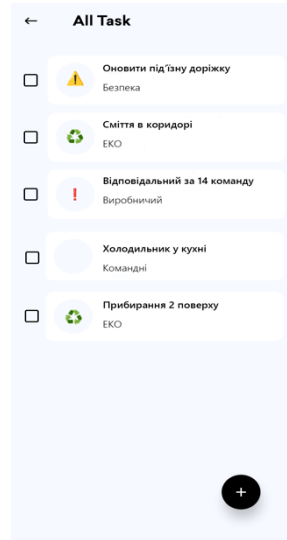 All Task
Оновити під'їзну доріжку
Безпека
Сміття в коридорі
ЕКО
Відповідальний за 14 команду
Виробничий
Холодильник у кухні
Командні
Прибирання 2 поверху
ЕКО